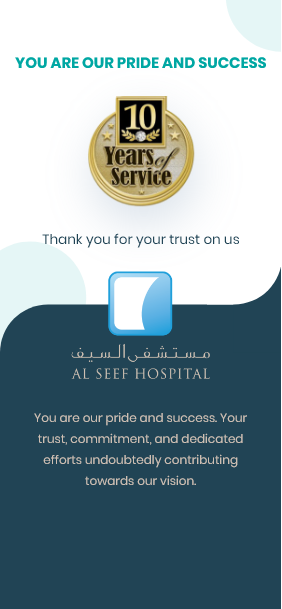 YOU ARE OUR PRIDE AND SUCCESS
10
Years of
Service
Thank you for your trust on us
مستشفى السيف
AL SEEF HOSPITAL
You are our pride and success. Your
trust, commitment, and dedicated
efforts undoubtedly contributing
towards our vision.